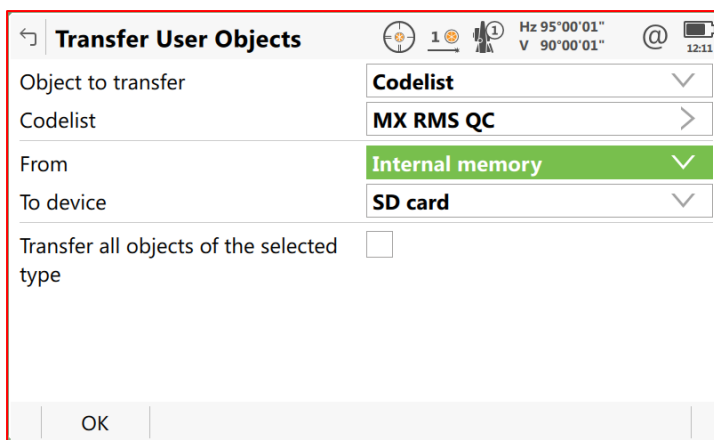 Transfer User Objects
1
1
Hz 95°00'01"
V 90°00'01"
@
12:11
Object to transfer
Codelist
Codelist
MX RMS QC
From
Internal memory
To device
SD card
Transfer all objects of the selected
type
OK